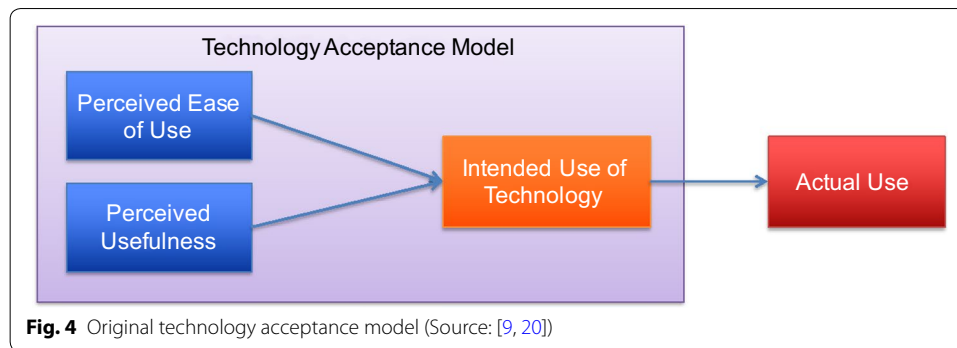 Technology Acceptance Model
Perceived Ease
of Use
Perceived
Usefulness
Intended Use of
Technology
Actual Use
Fig. 4 Original technology acceptance model (Source: [9, 20])